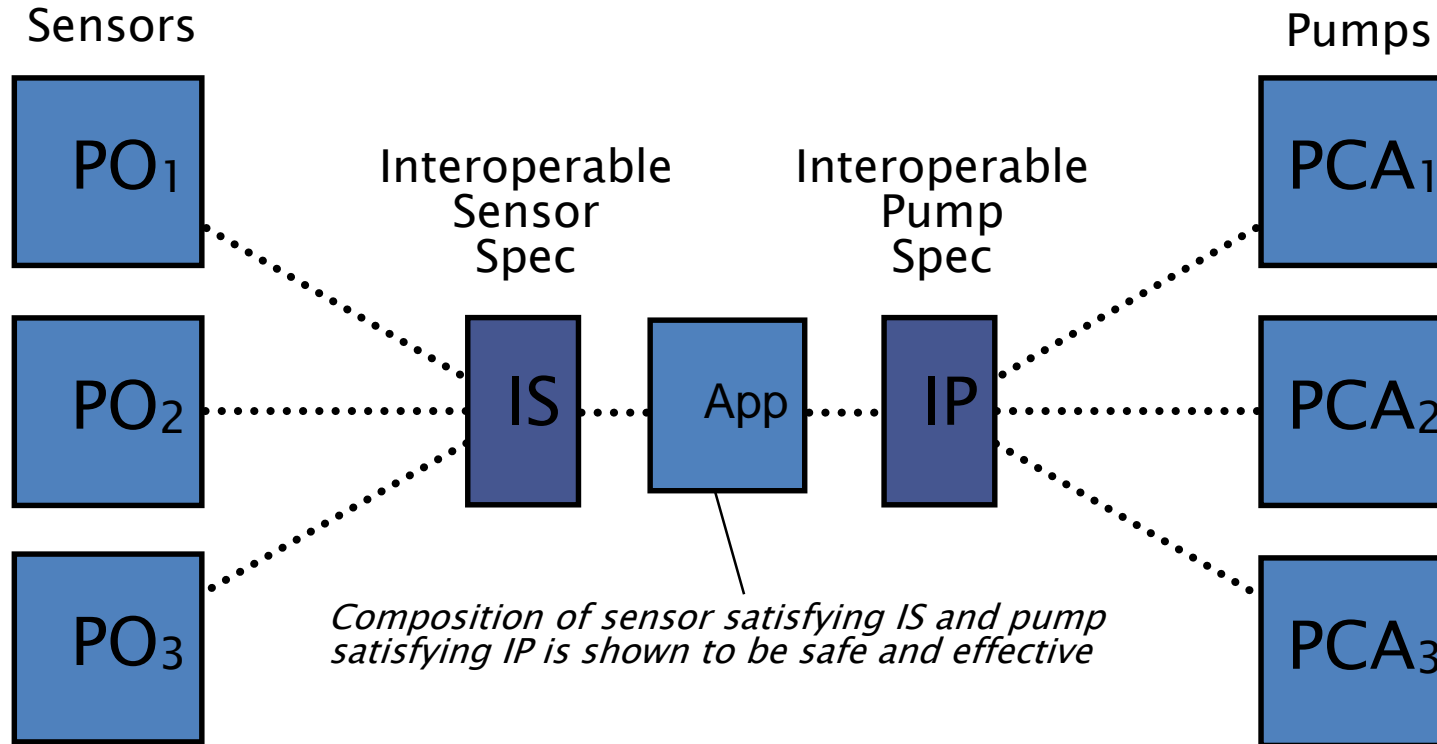 Sensors
Pumps
PO₁
PCA₁
Interoperable
Sensor
Spec
Interoperable
Pump
Spec
PO₂
IS
App
IP
PCA₂
Composition of sensor satisfying IS and pump
satisfying IP is shown to be safe and effective
PO₃
PCA₃